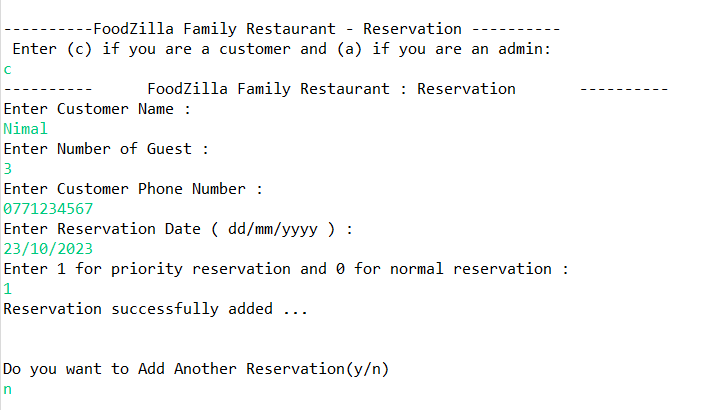 ----------FoodZilla Family Restaurant - Reservation ----------
 Enter (c) if you are a customer and (a) if you are an admin:
c
----------      FoodZilla Family Restaurant : Reservation       ----------
Enter Customer Name :
Nimal
Enter Number of Guest :
3
Enter Customer Phone Number :
0771234567
Enter Reservation Date ( dd/mm/yyyy ) :
23/10/2023
Enter 1 for priority reservation and 0 for normal reservation :
1
Reservation successfully added ...
Do you want to Add Another Reservation(y/n)
n